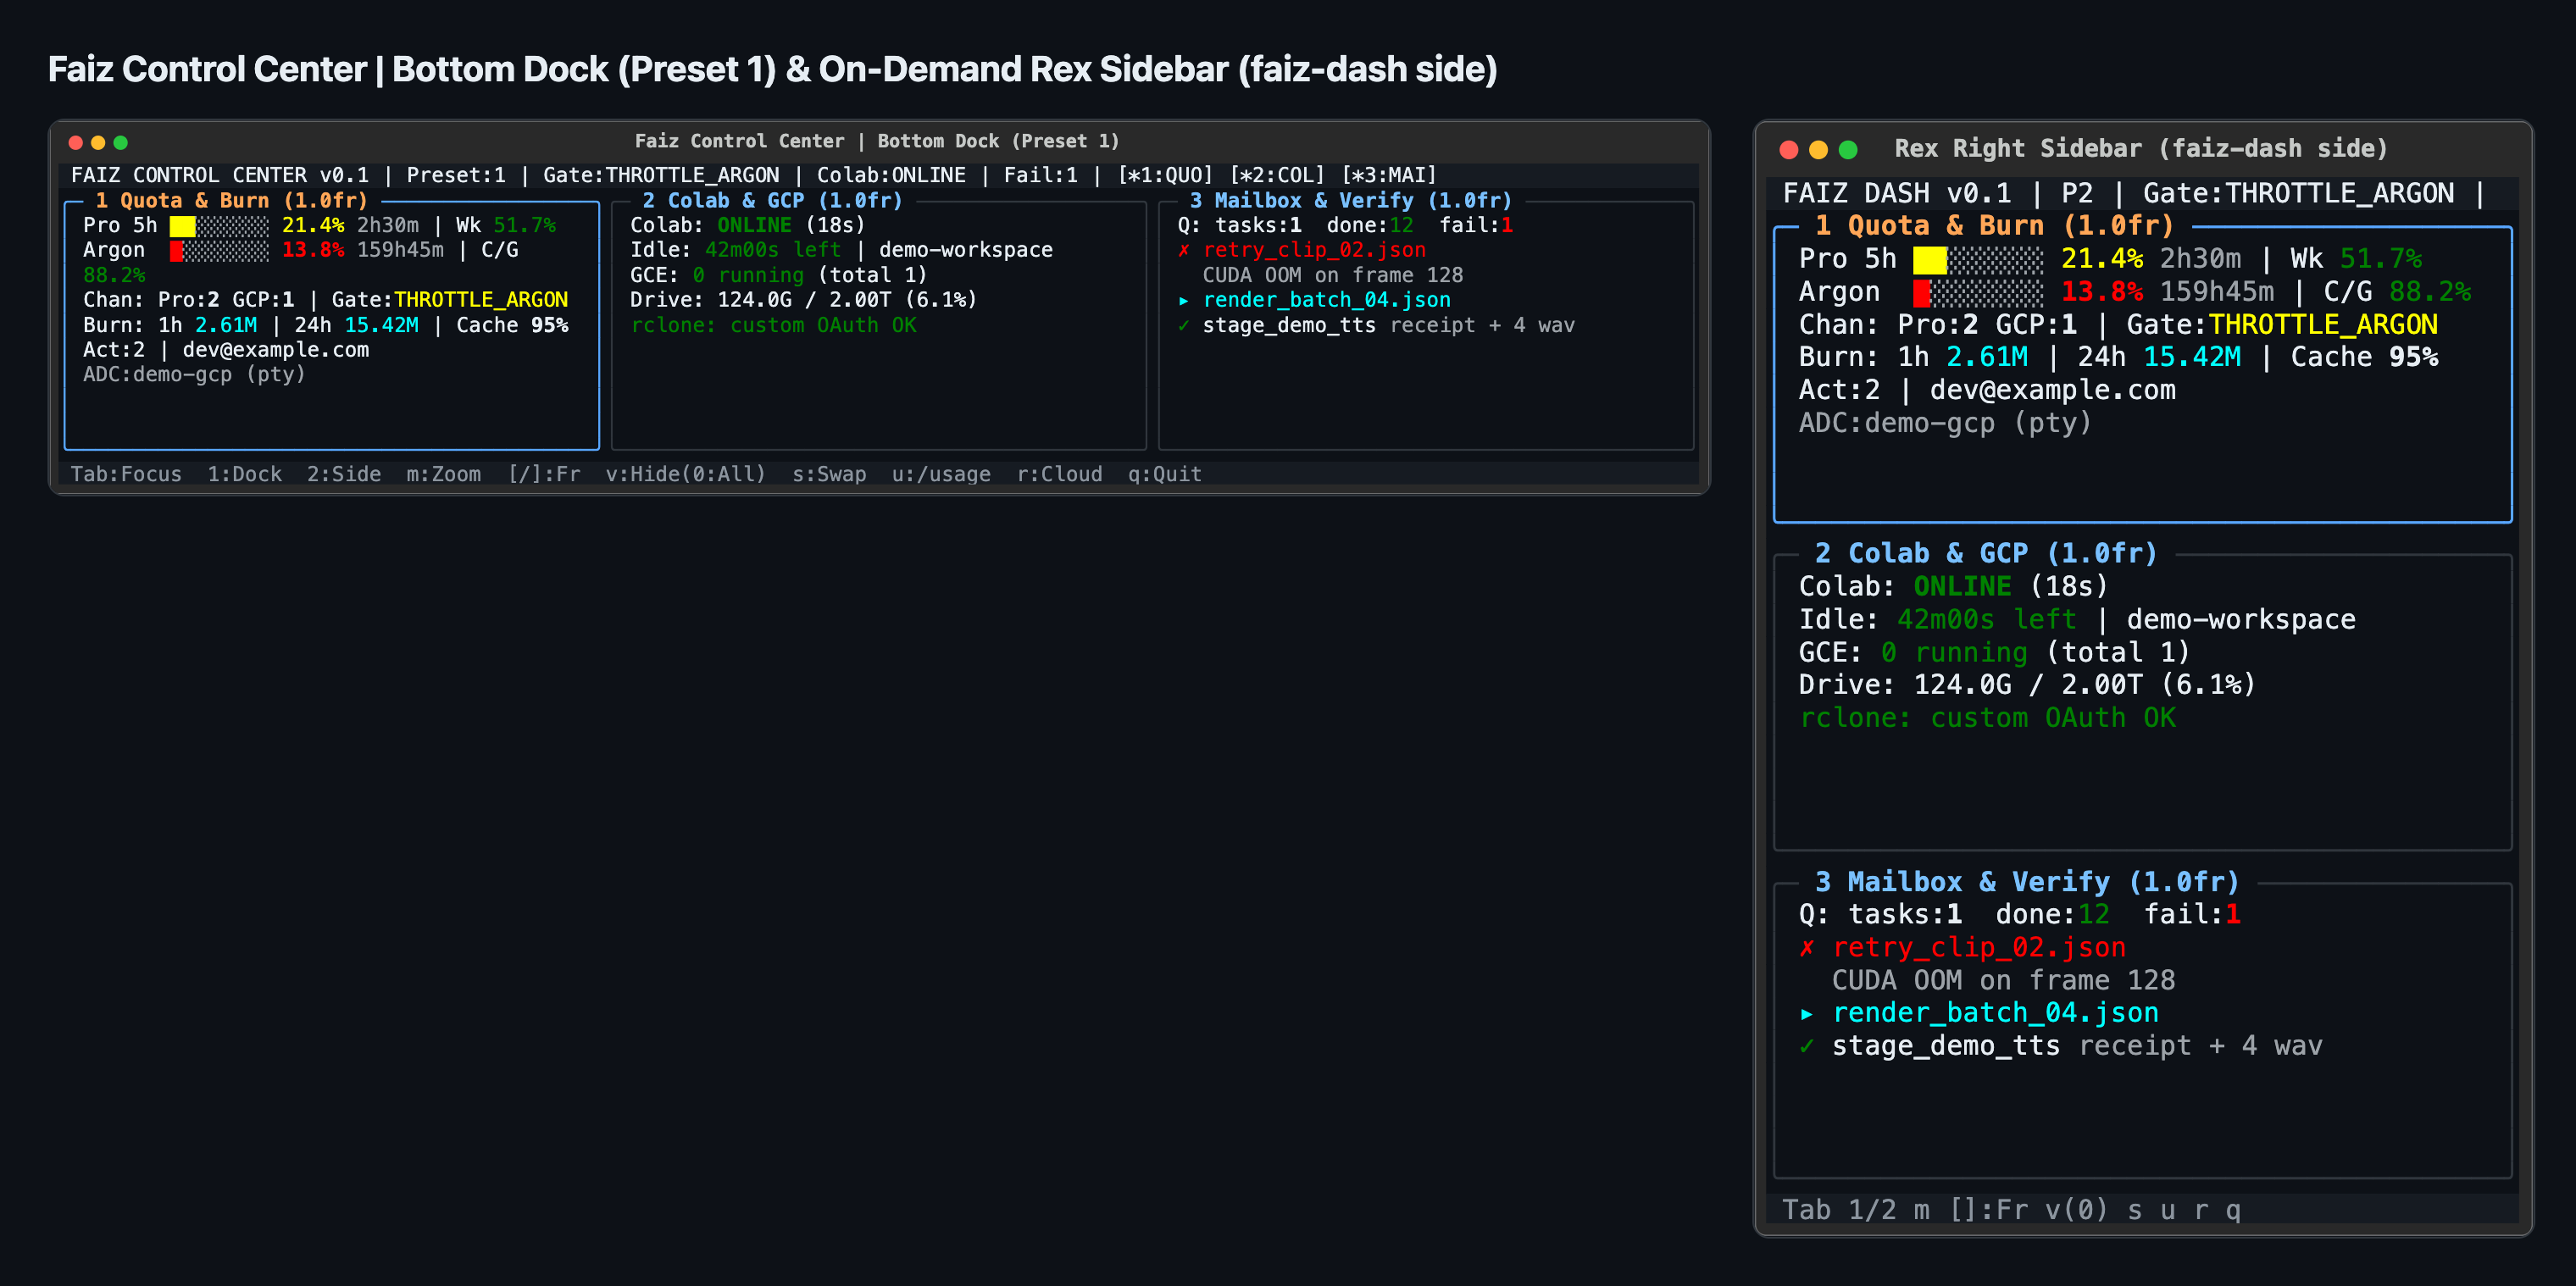 Faiz Control Center | Bottom Dock (Preset 1) & On-Demand Rex Sidebar (faiz-dash side)
Faiz Control Center | Bottom Dock (Preset 1)
FAIZ CONTROL CENTER v0.1 | Preset:1 | Gate:THROTTLE_ARGON | Colab:ONLINE | Fail:1 | [*1:QUO] [*2:COL] [*3:MAI]
1 Quota & Burn (1.0fr)
Pro 5h 21.4% 2h30m | Wk 51.7%
Argon 13.8% 159h45m | C/G
88.2%
Chan: Pro:2 GCP:1 | Gate:THROTTLE_ARGON
Burn: 1h 2.61M | 24h 15.42M | Cache 95%
Act:2 | dev@example.com
ADC:demo-gcp (pty)
2 Colab & GCP (1.0fr)
Colab: ONLINE (18s)
Idle: 42m00s left | demo-workspace
GCE: 0 running (total 1)
Drive: 124.0G / 2.00T (6.1%)
rclone: custom OAuth OK
3 Mailbox & Verify (1.0fr)
Q: tasks:1 done:12 fail:1
✗ retry_clip_02.json
CUDA OOM on frame 128
▸ render_batch_04.json
✓ stage_demo_tts receipt + 4 wav
Tab:Focus 1:Dock 2:Side m:Zoom [/]:Fr v:Hide(0:All) s:Swap u:/usage r:Cloud q:Quit
Rex Right Sidebar (faiz-dash side)
FAIZ DASH v0.1 | P2 | Gate:THROTTLE_ARGON |
1 Quota & Burn (1.0fr)
Pro 5h 21.4% 2h30m | Wk 51.7%
Argon 13.8% 159h45m | C/G 88.2%
Chan: Pro:2 GCP:1 | Gate:THROTTLE_ARGON
Burn: 1h 2.61M | 24h 15.42M | Cache 95%
Act:2 | dev@example.com
ADC:demo-gcp (pty)
2 Colab & GCP (1.0fr)
Colab: ONLINE (18s)
Idle: 42m00s left | demo-workspace
GCE: 0 running (total 1)
Drive: 124.0G / 2.00T (6.1%)
rclone: custom OAuth OK
3 Mailbox & Verify (1.0fr)
Q: tasks:1 done:12 fail:1
✗ retry_clip_02.json
CUDA OOM on frame 128
▸ render_batch_04.json
✓ stage_demo_tts receipt + 4 wav
Tab 1/2 m []:Fr v(0) s u r q